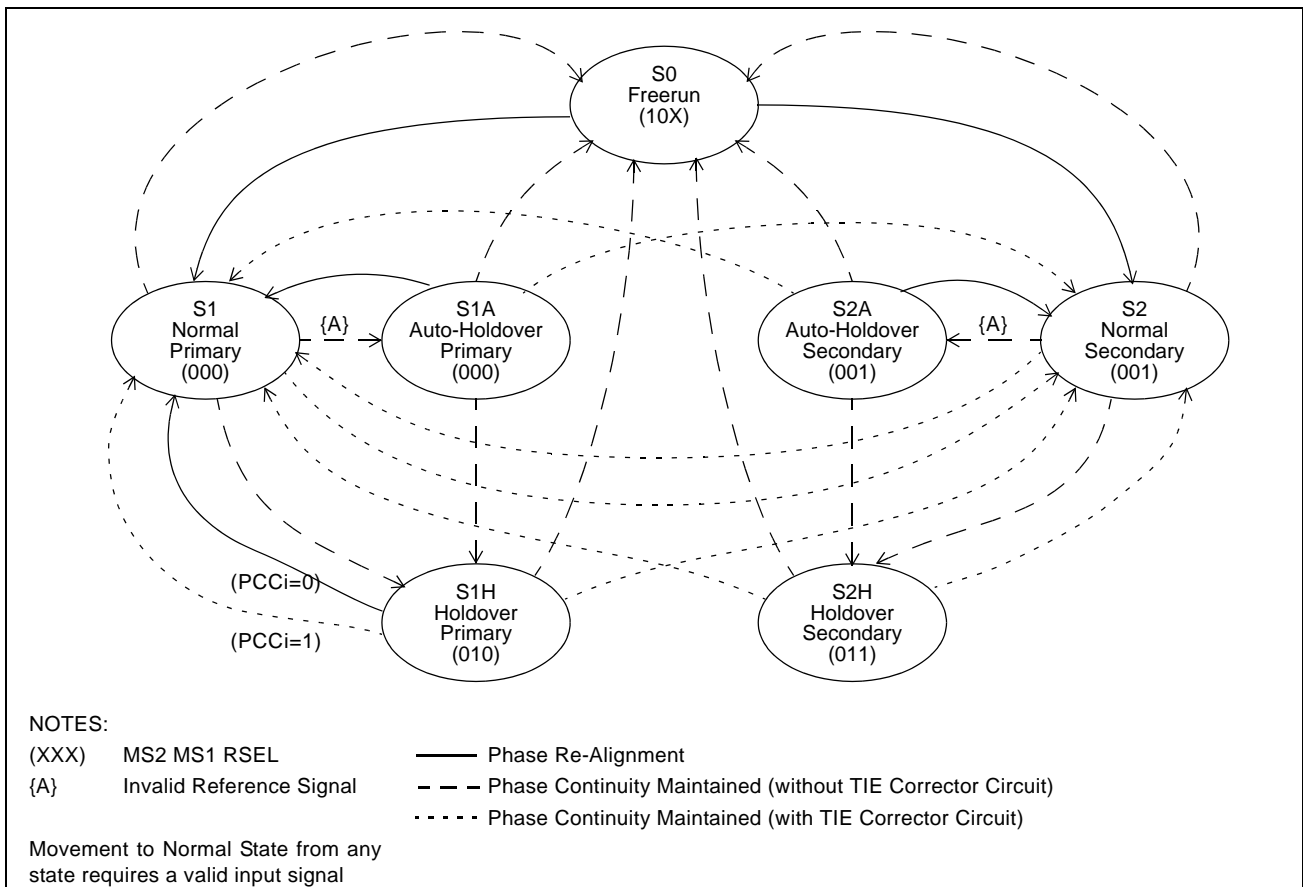 S0
Freerun
(10X)
S1
Normal
Primary
(000)
{A}
S1A
Auto-Holdover
Primary
(000)
S2A
Auto-Holdover
Secondary
(001)
{A}
S2
Normal
Secondary
(001)
(PCCi=0)
(PCCi=1)
S1H
Holdover
Primary
(010)
S2H
Holdover
Secondary
(011)
NOTES:
(XXX) MS2 MS1 RSEL
Phase Re-Alignment
{A} Invalid Reference Signal
Phase Continuity Maintained (without TIE Corrector Circuit)
Phase Continuity Maintained (with TIE Corrector Circuit)
Movement to Normal State from any
state requires a valid input signal